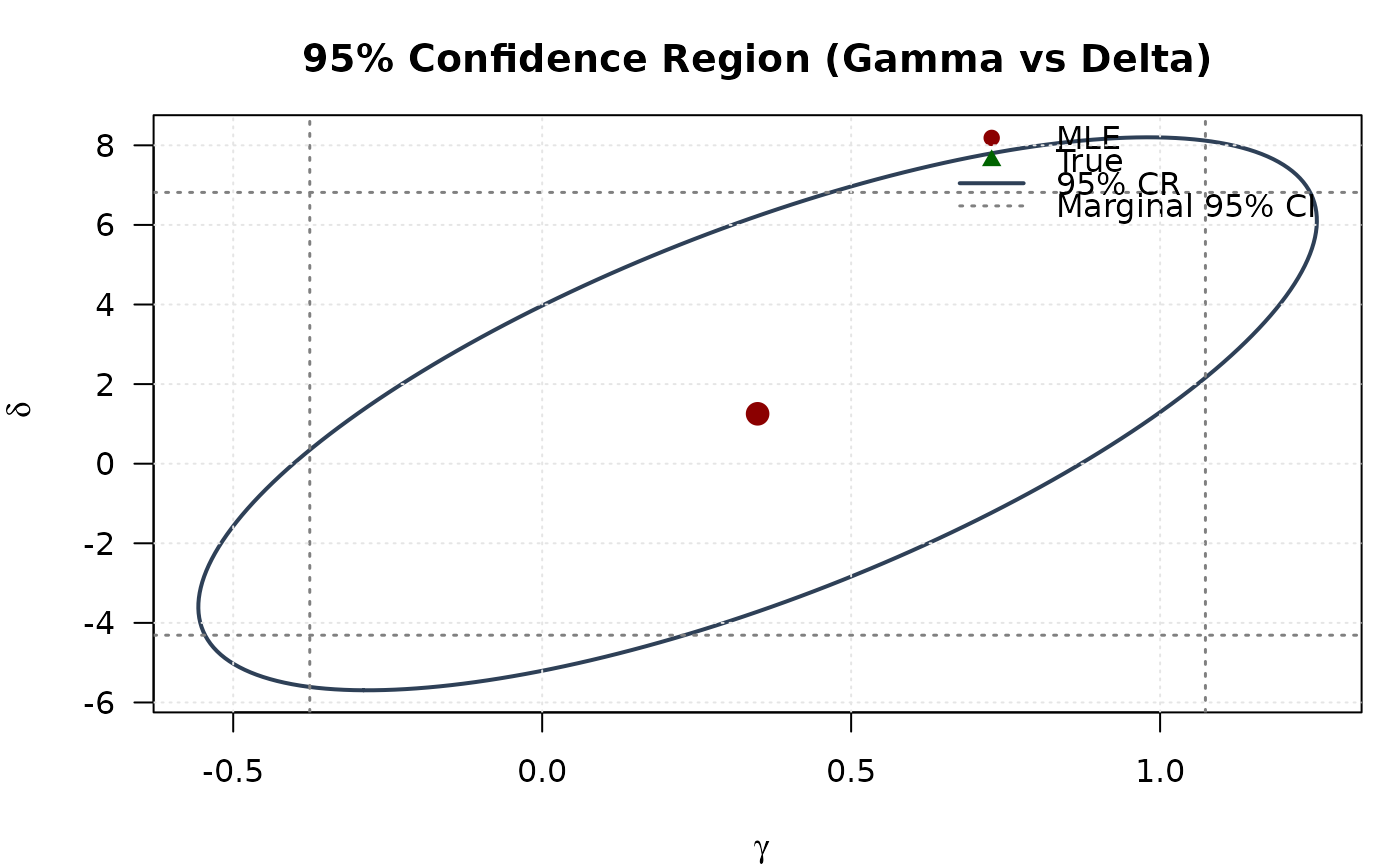 95% Confidence Region (Gamma vs Delta)
MLE
True
95% CR
Marginal 95% CI
8
6
4
2
0
-2
-4
-6
δ
-0.5 0.0 0.5 1.0
γ